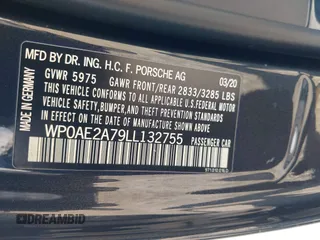 MFD BY DR. ING. H.C. F. PORSCHE AG
GERMANY
03/20
GVWR 5975 GAWR FRONT/REAR 2833/3285 LBS
THIS VEHICLE CONFORMS TO ALL APPLICABLE U.S. FEDERAL MOTOR
VEHICLE SAFETY, BUMPER, AND THEFT PREVENTION STANDARDS
IN EFFECT ON THE DATE OF MANUFACTURE SHOWN ABOVE.
WP0AE2A79LL132755
PASSENGER CAR
DREAMBID